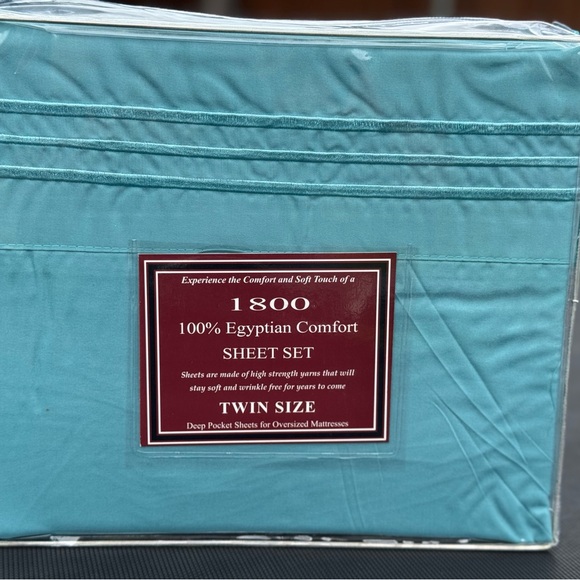 Experience the Comfort and Soft Touch of a
1800
100% Egyptian Comfort
SHEET SET
Sheets are made of high strength yarns that will
stay soft and wrinkle free for years to come
TWIN SIZE
Deep Pocket Sheets for Oversized Mattresses